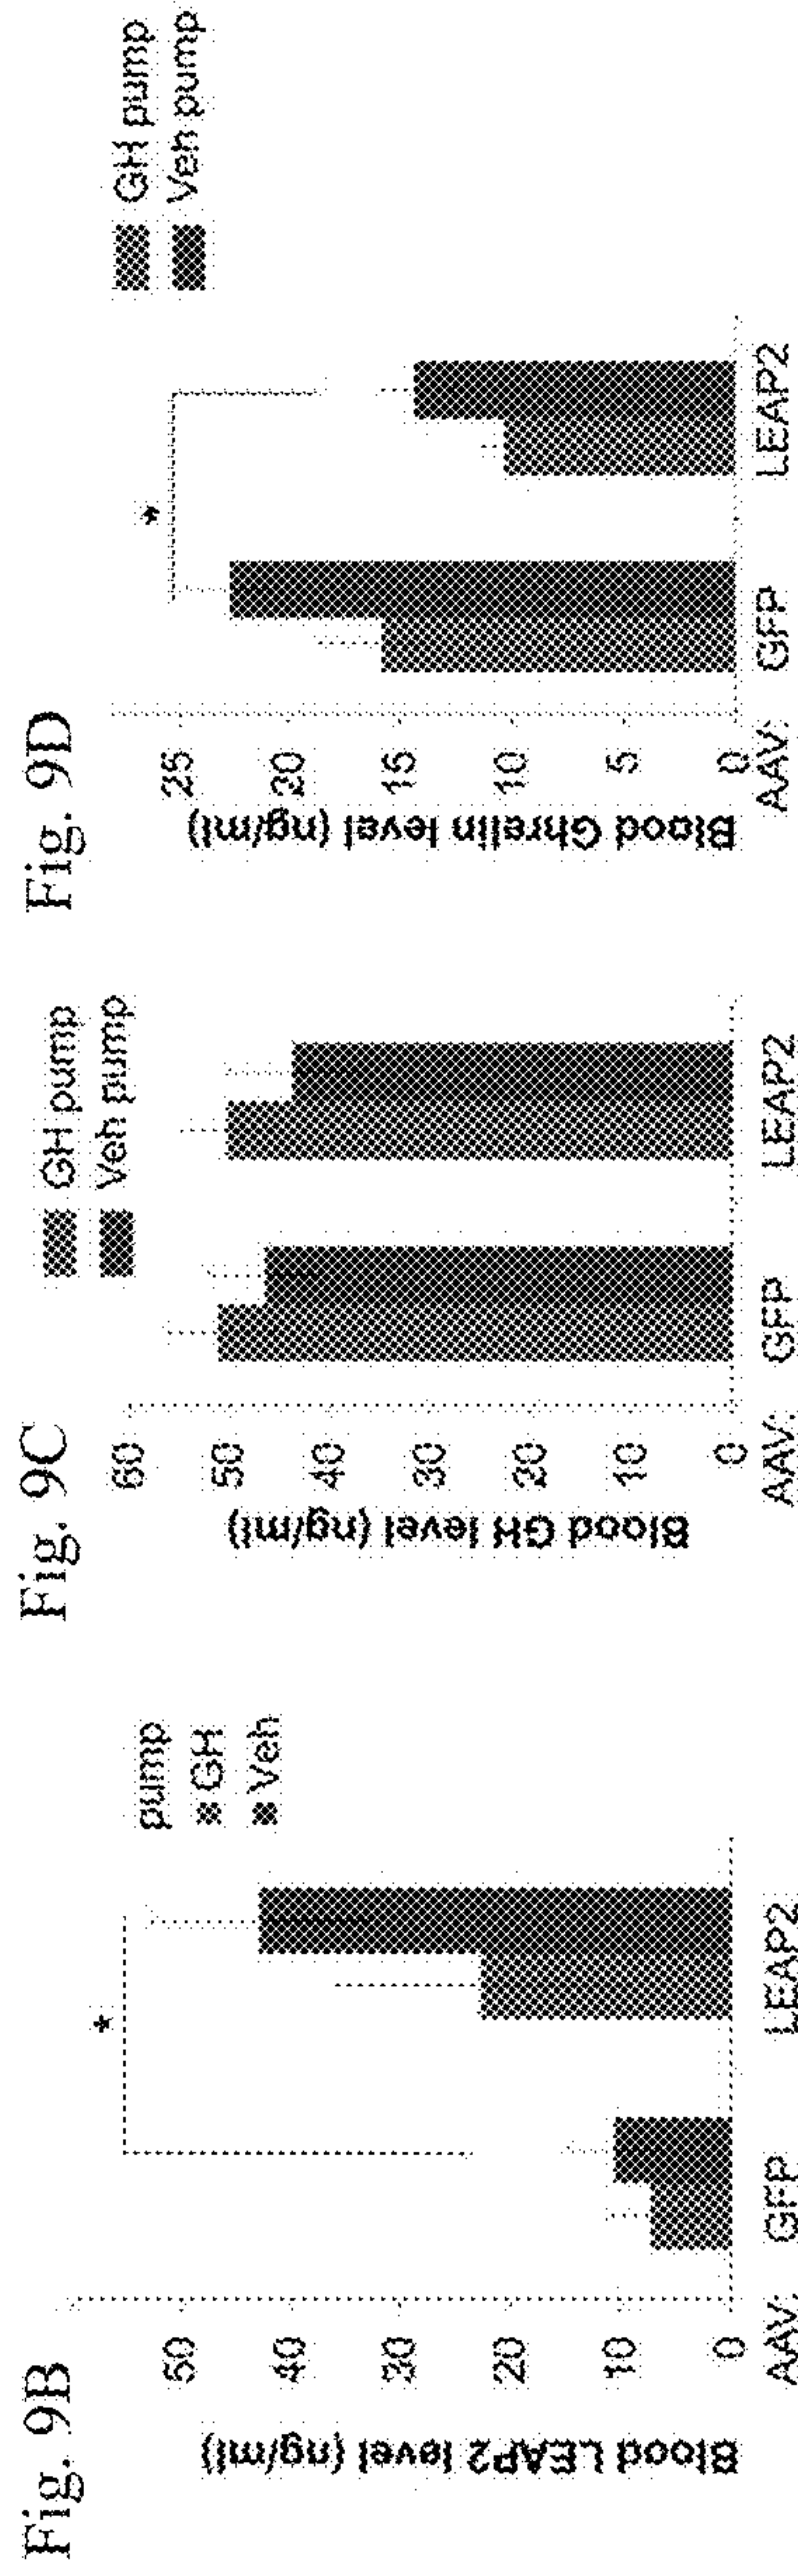 Fig. 9B
Blood LEAP2 level (ng/ml)
50
40
30
20
10
0
*
pump
GH
Veh
AAV: GFP LEAP2
Fig. 9C
Blood GH level (ng/ml)
60
50
40
30
20
10
0
GH pump
Veh pump
AAV: GFP LEAP2
Fig. 9D
Blood Ghrelin level (ng/ml)
25
20
15
10
5
0
*
GH pump
Veh pump
AAV: GFP LEAP2